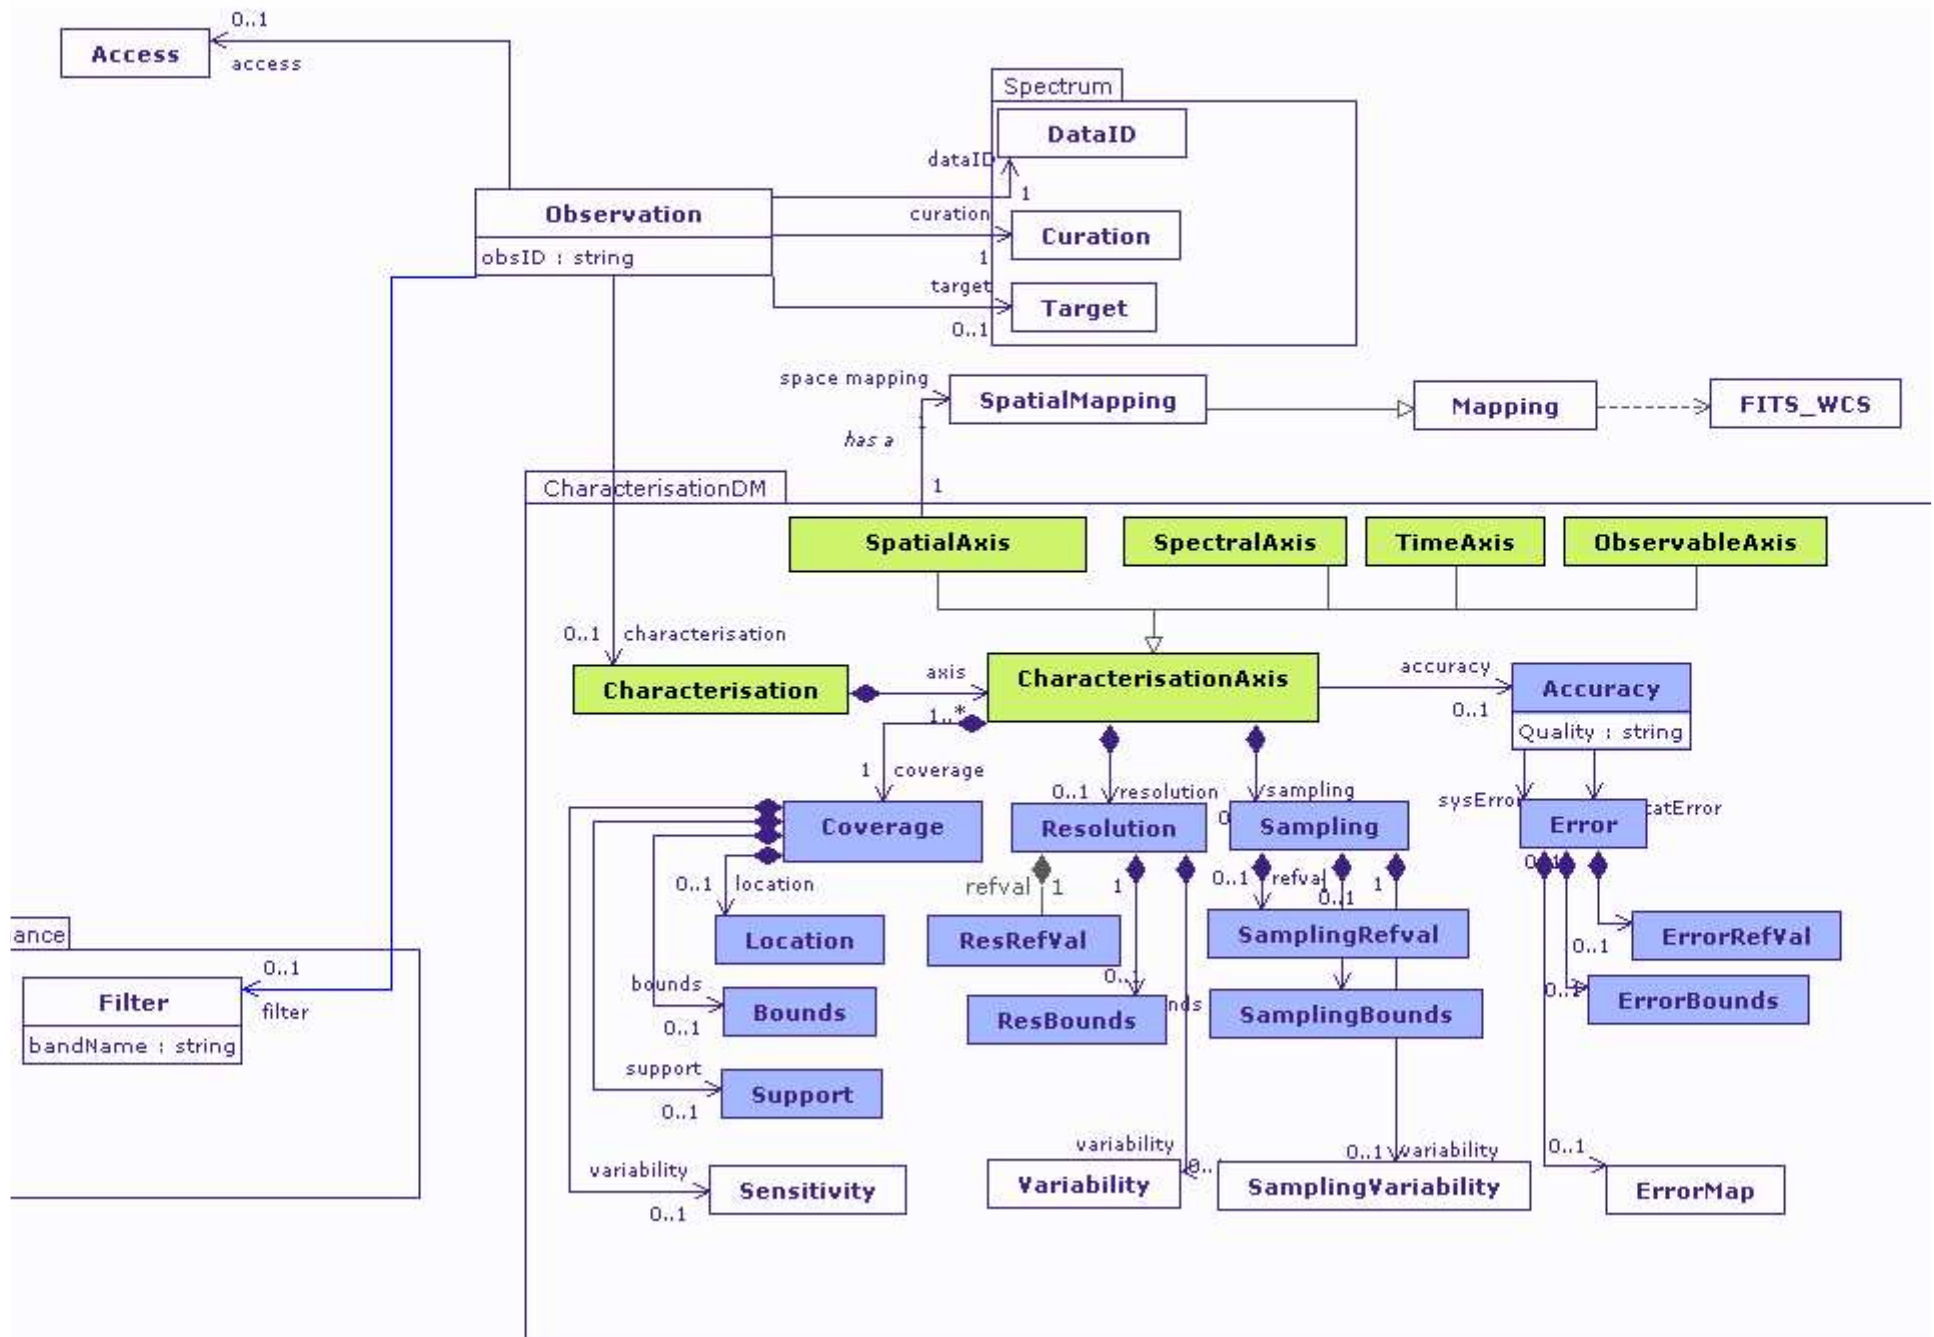 0..1
Access
access
Spectrum
DataID
dataID
1
Observation
curation
Curation
obsID : string
1
target
Target
0..1
space mapping
SpatialMapping
Mapping
FITS_WCS
has a
1
CharacterisationDM
SpatialAxis
SpectralAxis
TimeAxis
ObservableAxis
0..1
characterisation
axis
accuracy
Characterisation
CharacterisationAxis
Accuracy
1..*
0..1
Quality : string
1
coverage
0..1
resolution
sampling
sysError
tatError
Coverage
Resolution
Sampling
Error
0..1
location
refval
1
1
0..1
refval
0..1
1
ance
Location
ResRefVal
SamplingRefval
ErrorRefVal
0..1
0..1
Filter
filter
bandName : string
bounds
0..1
Bounds
ResBounds
nds
SamplingBounds
0..1
ErrorBounds
support
0..1
Support
variability
0..1
Sensitivity
variability
0..
Variability
0..1
variability
SamplingVariability
0..1
ErrorMap